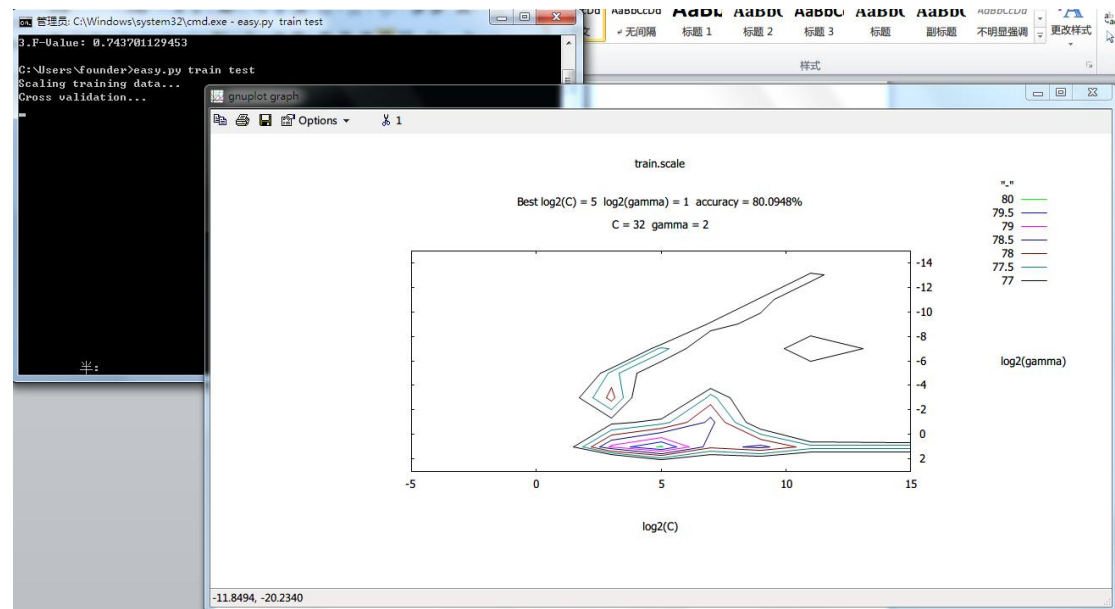 管理员: C:\Windows\system32\cmd.exe - easy.py train test
3.F-Value: 0.743701129453
C:\Users\founder>easy.py train test
Scaling training data...
Cross validation...
半:
AaBbCcDd AaBbC AaBbC AaBbC AaBbCcDd
无间隔 标题 1 标题 2 标题 3 标题 副标题 不明显强调 更改样式
样式
gnuplot graph
Options 1
train.scale
Best log2(C) = 5 log2(gamma) = 1 accuracy = 80.0948%
C = 32 gamma = 2
"-"
80
79.5
79
78.5
78
77.5
77
-14
-12
-10
-8
-6
-4
-2
0
2
log2(gamma)
-5 0 5 10 15
log2(C)
-11.8494, -20.2340